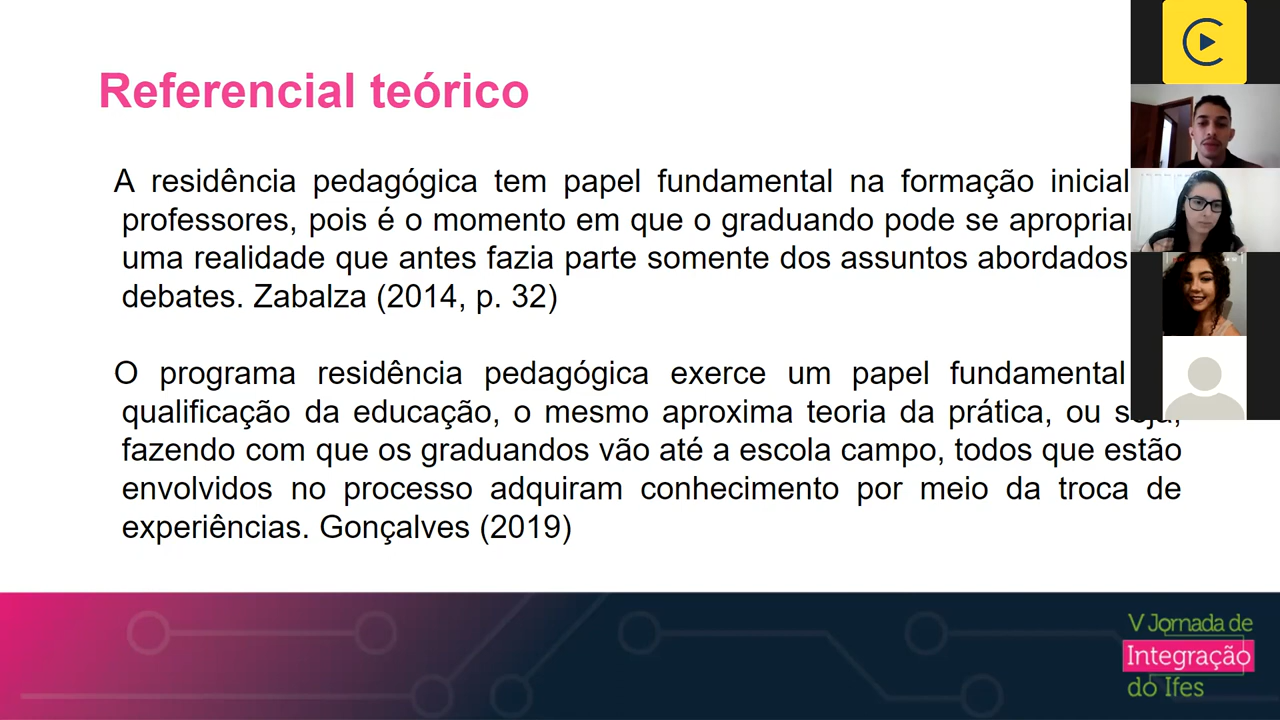 Referencial teórico
A residência pedagógica tem papel fundamental na formação inicial
professores, pois é o momento em que o graduando pode se apropriar
uma realidade que antes fazia parte somente dos assuntos abordados
debates. Zabalza (2014, p. 32)
O programa residência pedagógica exerce um papel fundamental
qualificação da educação, o mesmo aproxima teoria da prática, ou seja,
fazendo com que os graduandos vão até a escola campo, todos que estão
envolvidos no processo adquiram conhecimento por meio da troca de
experiências. Gonçalves (2019)
V Jornada de
Integração
do Ifes